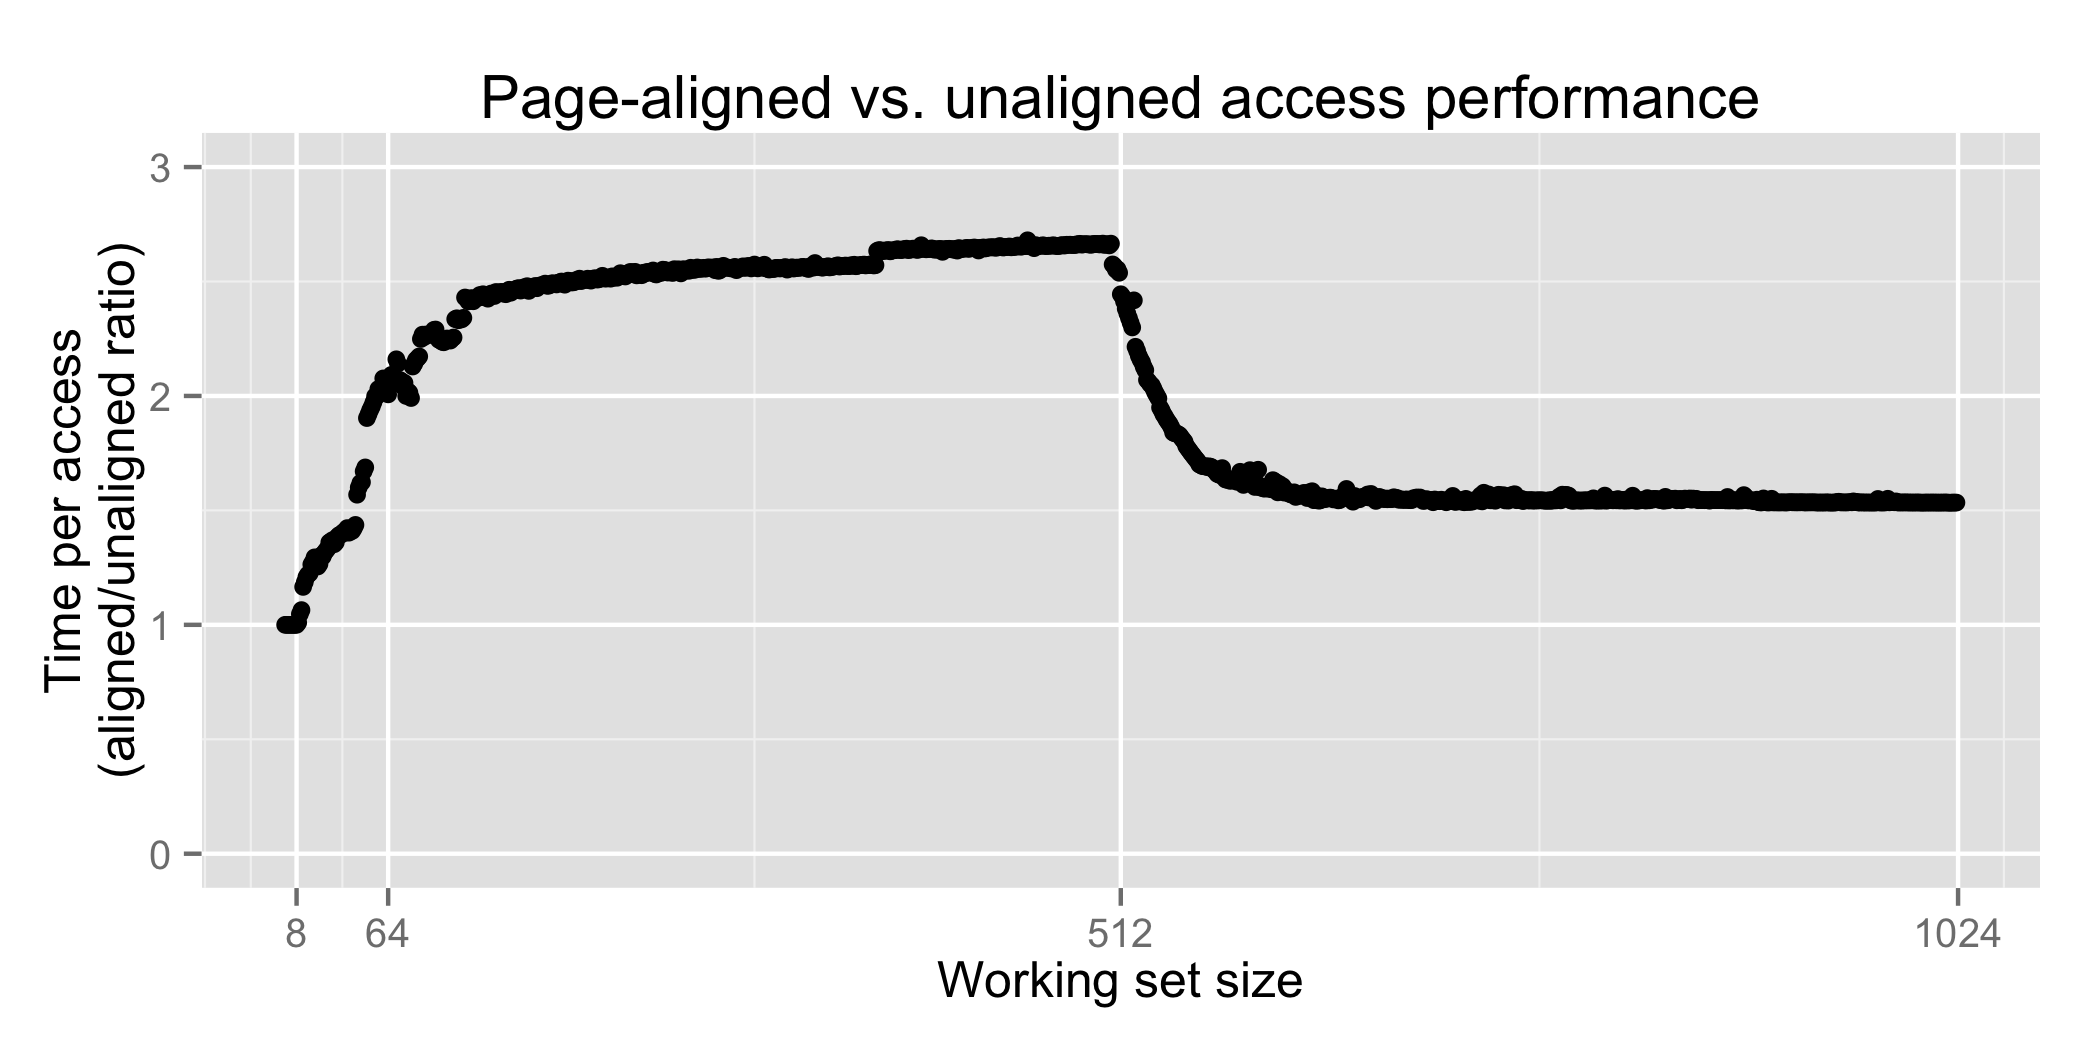 Page-aligned vs. unaligned access performance
Time per access
(aligned/unaligned ratio)
3
2
1
0
8 64 512 1024
Working set size